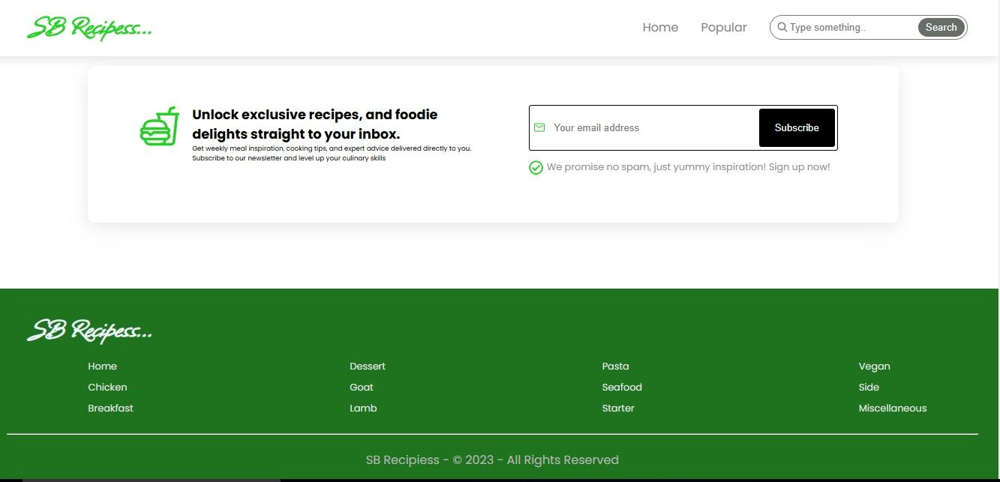 SB Recipess...
Home
Popular
Type something..
Search
Unlock exclusive recipes, and foodie
delights straight to your inbox.
Get weekly meal inspiration, cooking tips, and expert advice delivered directly to you.
Subscribe to our newsletter and level up your culinary skills
Your email address
Subscribe
We promise no spam, just yummy inspiration! Sign up now!
SB Recipess...
Home
Dessert
Pasta
Vegan
Chicken
Goat
Seafood
Side
Breakfast
Lamb
Starter
Miscellaneous
SB Recipiess - © 2023 - All Rights Reserved